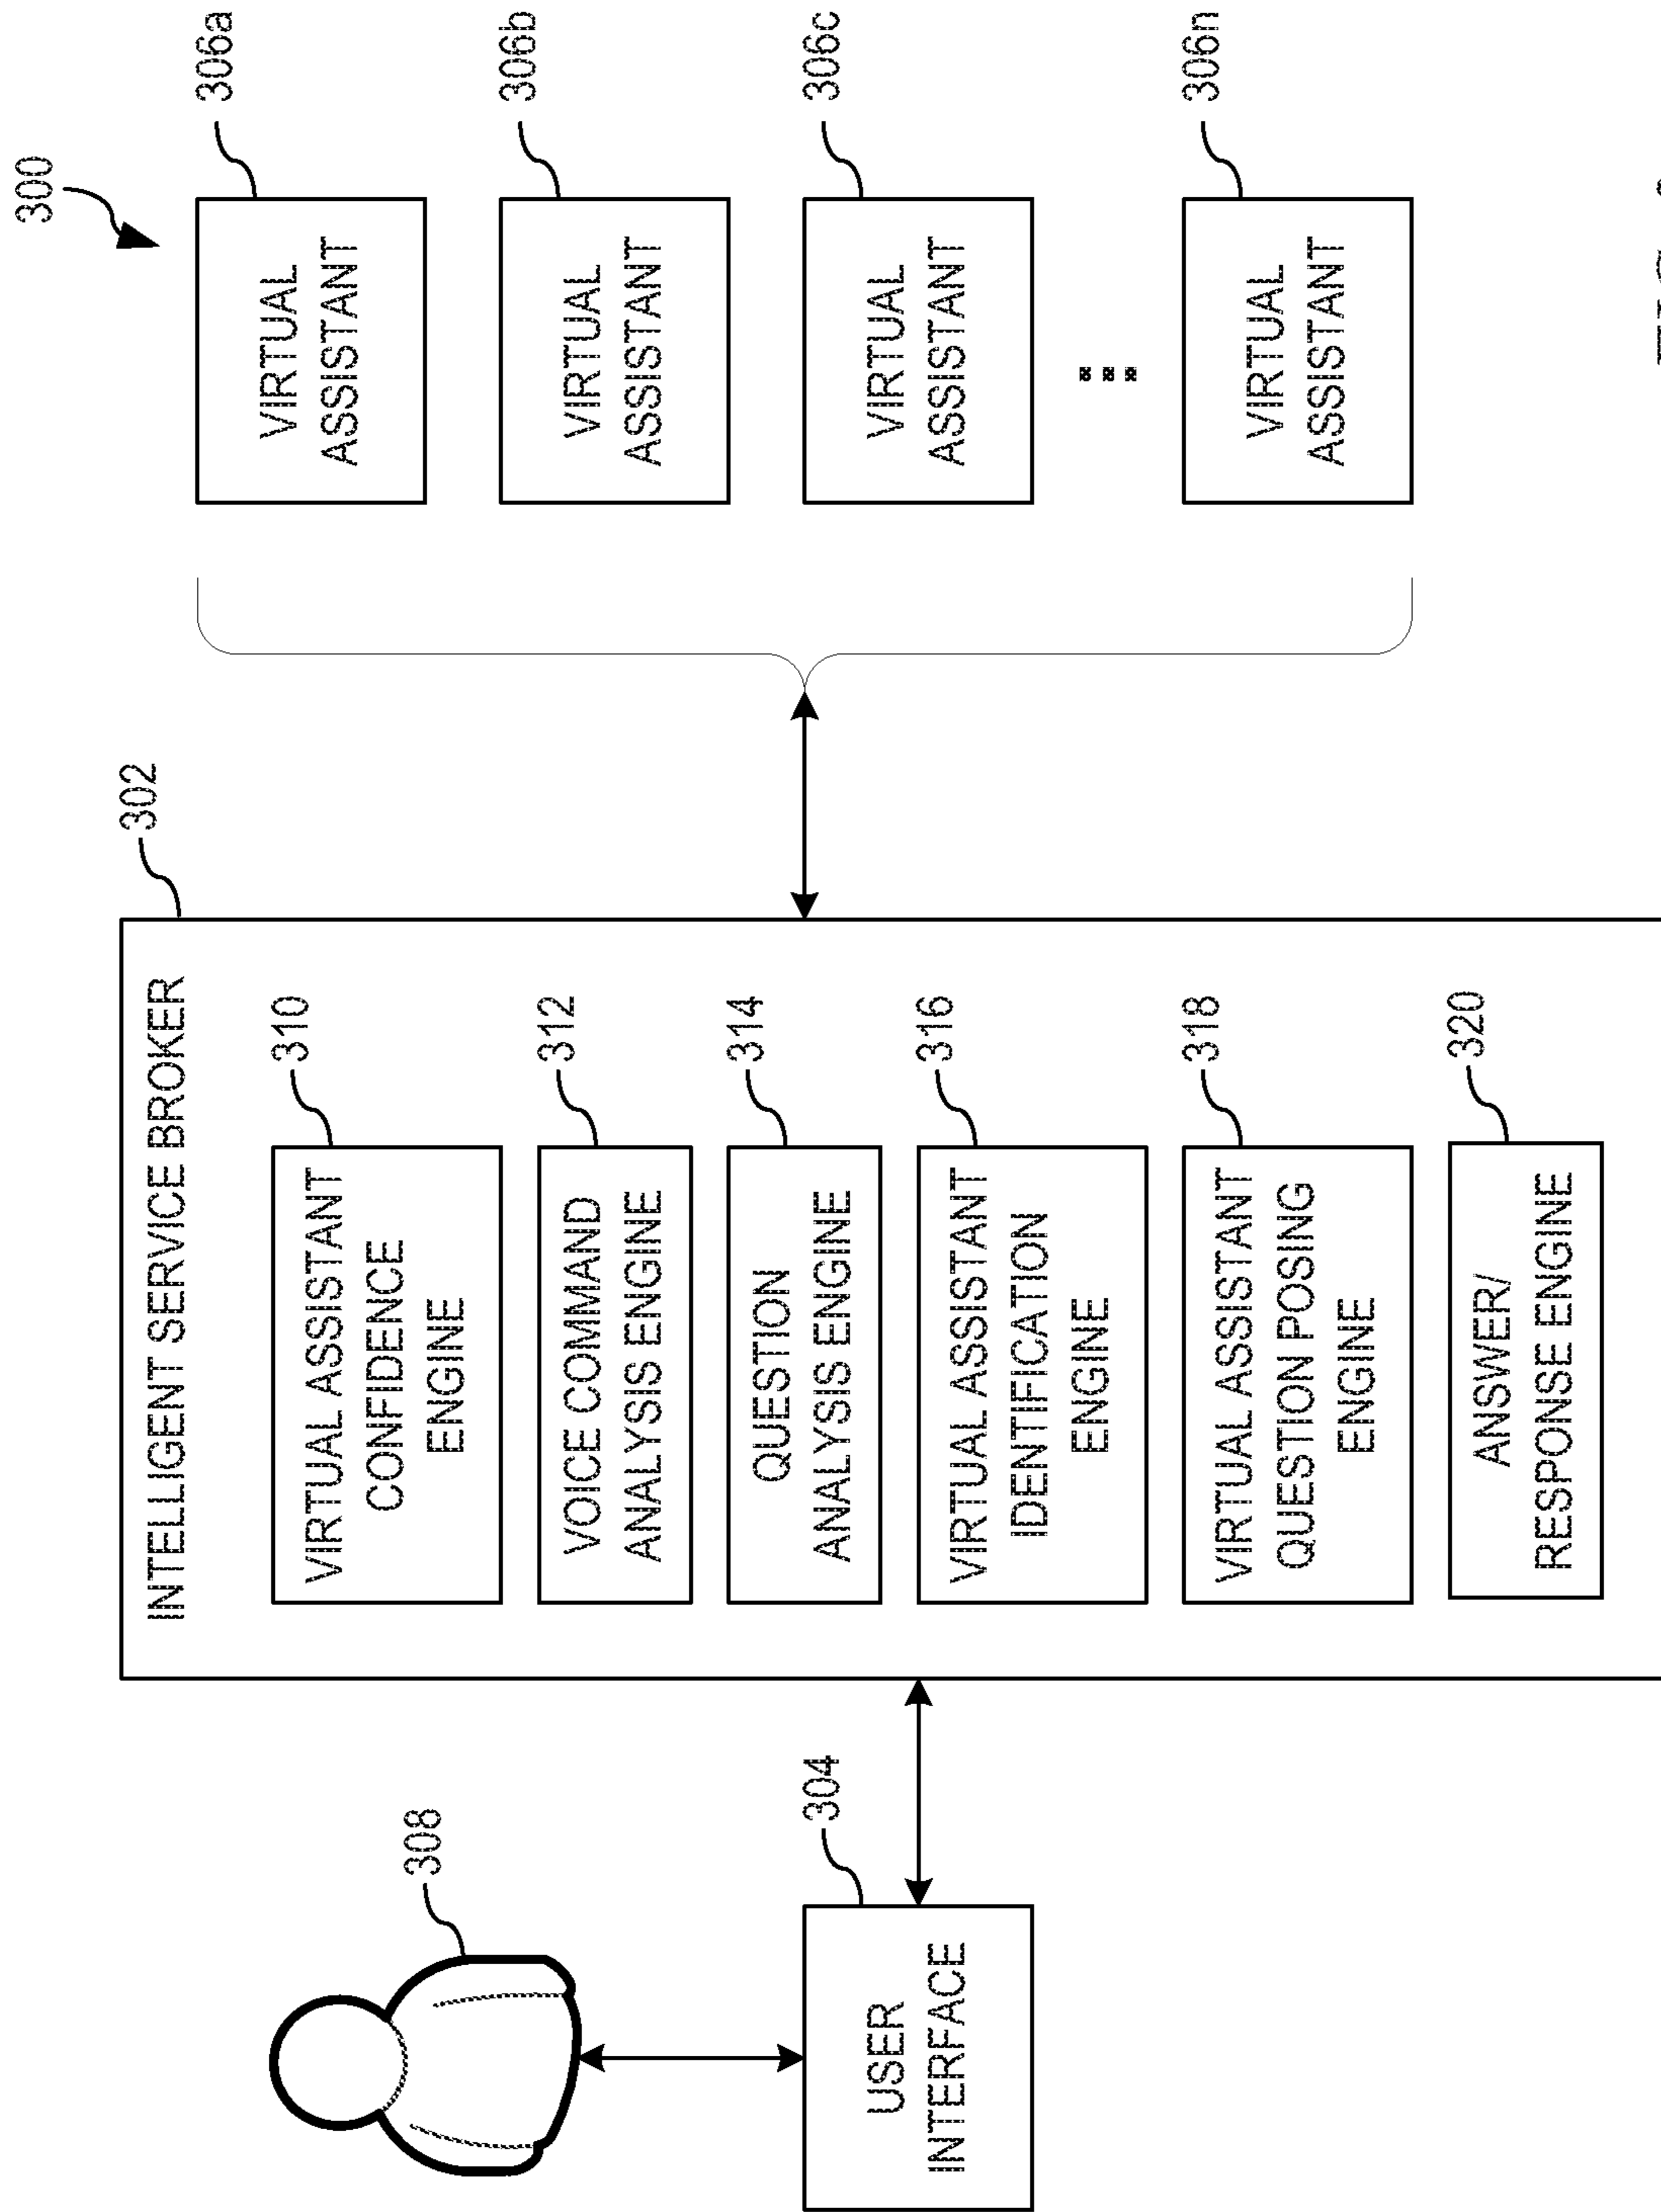 300
302
INTELLIGENT SERVICE BROKER
VIRTUAL ASSISTANT
CONFIDENCE
ENGINE
310
VOICE COMMAND
ANALYSIS ENGINE
312
QUESTION
ANALYSIS ENGINE
314
VIRTUAL ASSISTANT
IDENTIFICATION
ENGINE
316
VIRTUAL ASSISTANT
QUESTION POSING
ENGINE
318
ANSWER/
RESPONSE ENGINE
320
308
304
USER
INTERFACE
306a
VIRTUAL
ASSISTANT
306b
VIRTUAL
ASSISTANT
306c
VIRTUAL
ASSISTANT
306n
VIRTUAL
ASSISTANT